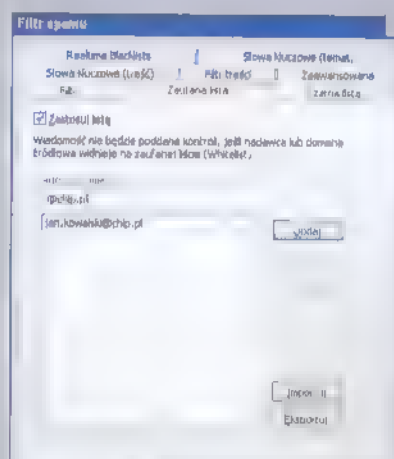 Filtr spamu
Realtime Blacklists
Słowa kluczowe (temat,
Słowa kluczowe (treść)
Filtr treści
Zaawansowane
Zaufana lista
Zastosuj listę
Wiadomość nie będzie poddana kontroli, jeśli nadawca lub domena
źródłowa widnieje na zaufanej liście (Whitelist)
jan.kowalski@chip.pl
Dodaj
Importuj
Eksportuj